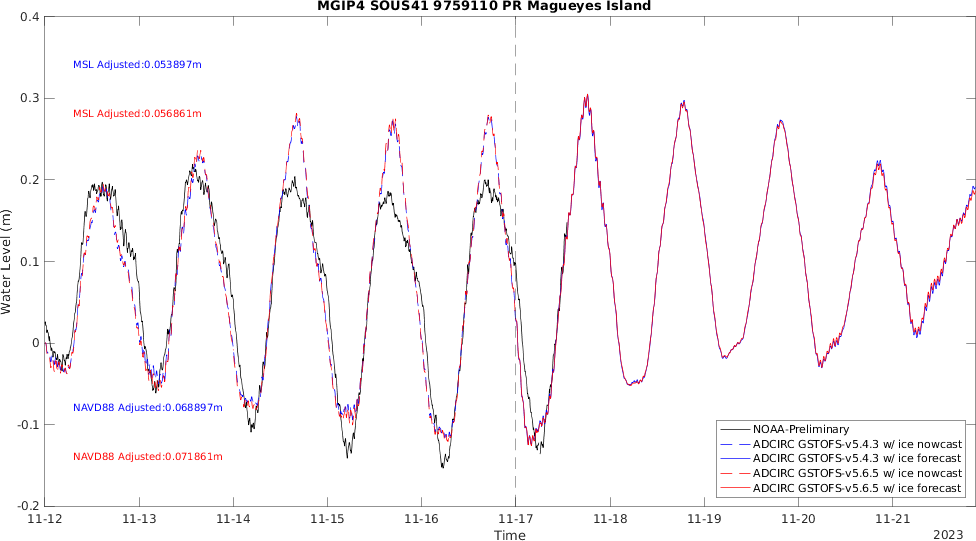 MGIP4 SOUS41 9759110 PR Magueyes Island
0.4
0.3
0.2
0.1
0
-0.1
-0.2
Water Level (m)
MSL Adjusted:0.053897m
MSL Adjusted:0.056861m
NAVD88 Adjusted:0.068897m
NAVD88 Adjusted:0.071861m
NOAA-Preliminary
ADCIRC GSTOFS-v5.4.3 w/ ice nowcast
ADCIRC GSTOFS-v5.4.3 w/ ice forecast
ADCIRC GSTOFS-v5.6.5 w/ ice nowcast
ADCIRC GSTOFS-v5.6.5 w/ ice forecast
11-12 11-13 11-14 11-15 11-16 11-17 11-18 11-19 11-20 11-21
Time
2023